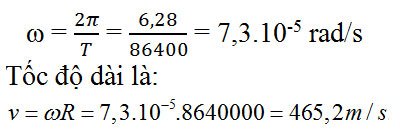 ω = 2π/T = 6,28/86400 = 7,3.10⁻⁵ rad/s
Tốc độ dài là:
v = ωR = 7,3.10⁻⁵.8640000 = 465,2m / s